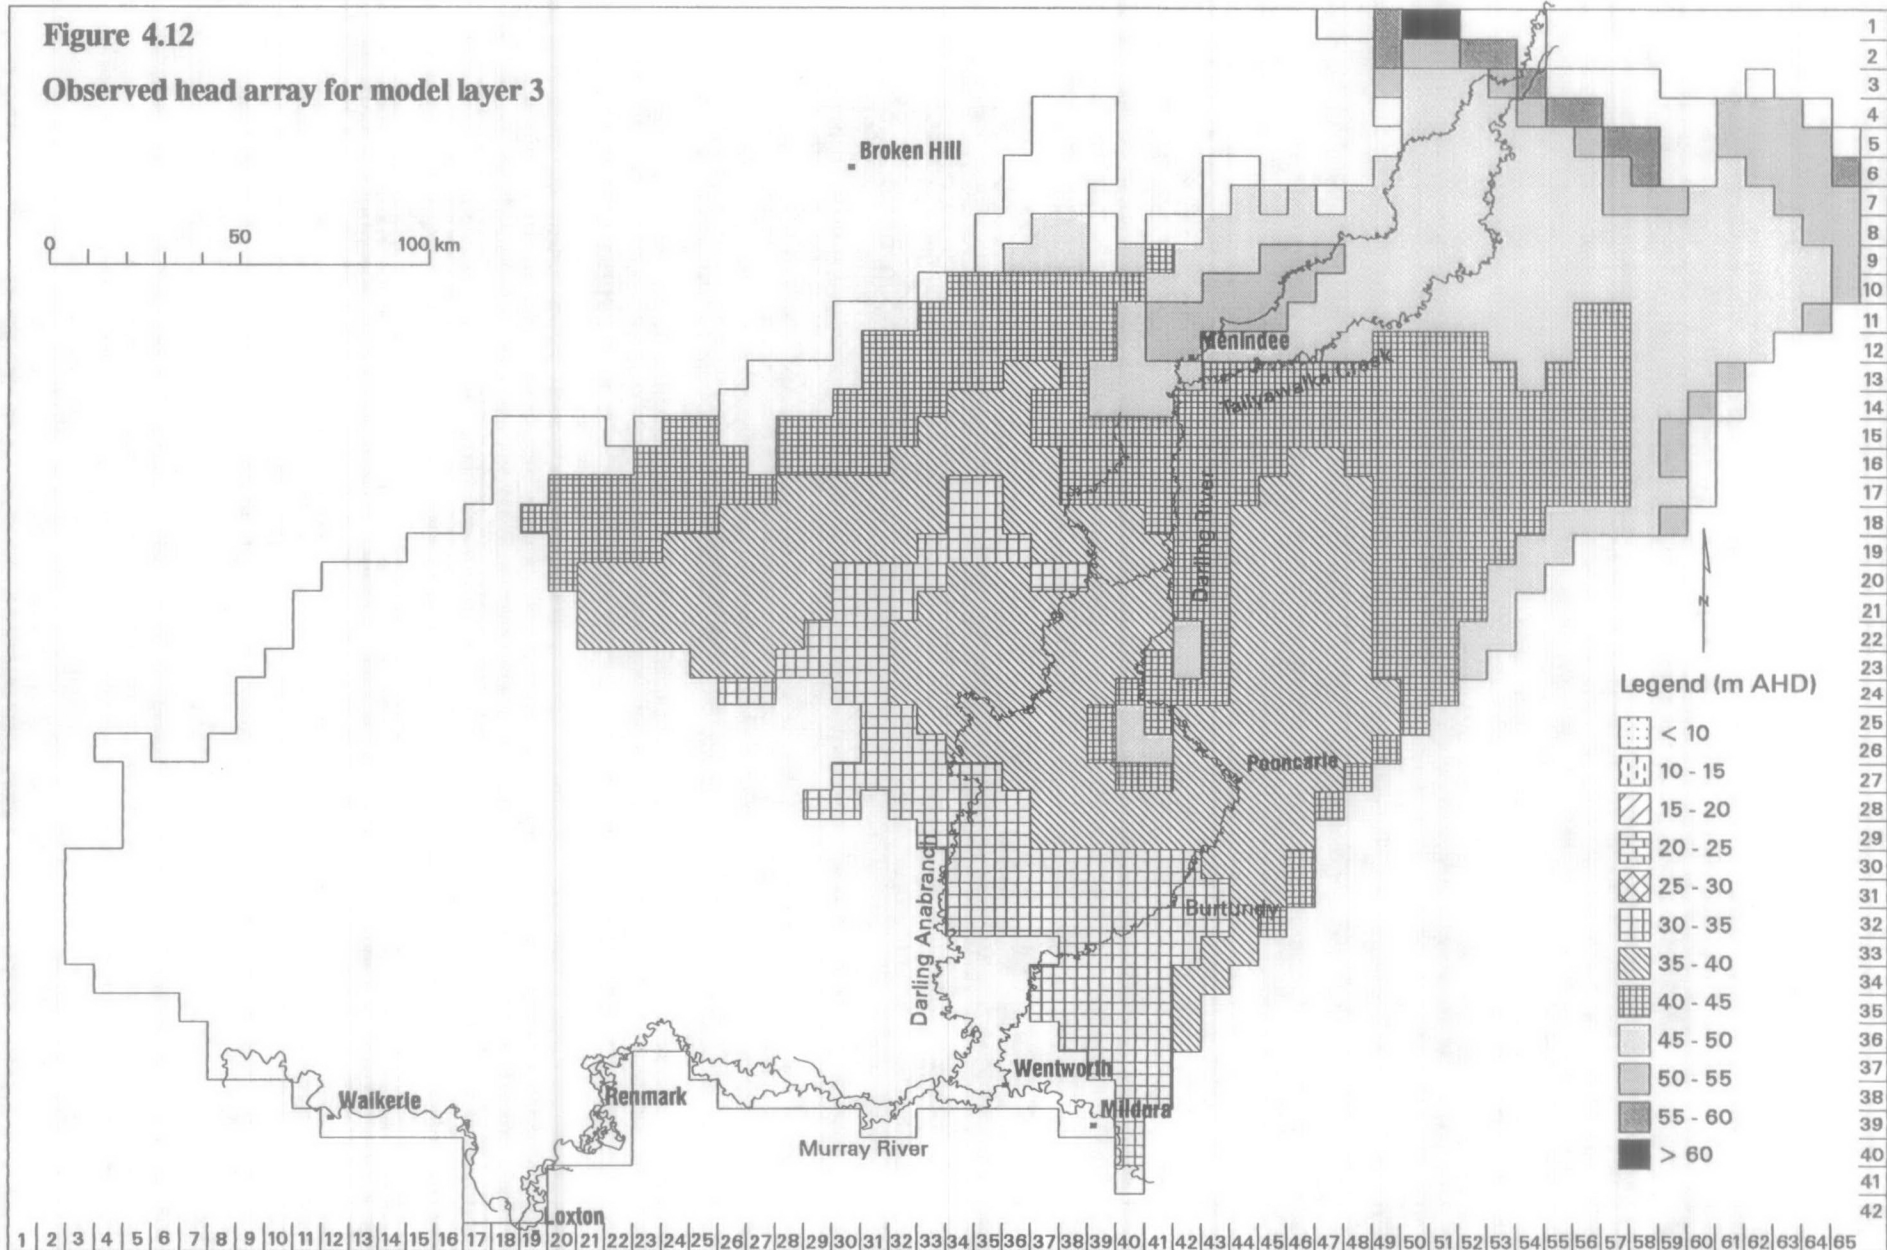 Figure 4.12
Observed head array for model layer 3
Broken Hill
0 50 100 km
Menindee
Tallyawalka Creek
Darling River
Pooncarie
Burtundy
Darling Anabranch
Wentworth
Mildura
Murray River
Renmark
Waikerie
Loxton
N
Legend (m AHD)
< 10
10 - 15
15 - 20
20 - 25
25 - 30
30 - 35
35 - 40
40 - 45
45 - 50
50 - 55
55 - 60
> 60
1
2
3
4
5
6
7
8
9
10
11
12
13
14
15
16
17
18
19
20
21
22
23
24
25
26
27
28
29
30
31
32
33
34
35
36
37
38
39
40
41
42
1 2 3 4 5 6 7 8 9 10 11 12 13 14 15 16 17 18 19 20 21 22 23 24 25 26 27 28 29 30 31 32 33 34 35 36 37 38 39 40 41 42 43 44 45 46 47 48 49 50 51 52 53 54 55 56 57 58 59 60 61 62 63 64 65